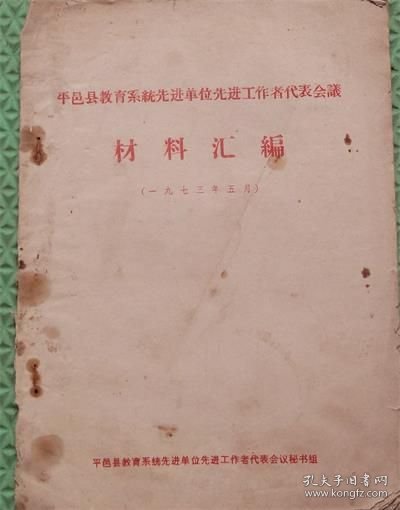 平邑县教育系統先进单位先进工作者代表会議
材料汇編
(一九七三年五月)
平邑县教育系統先进单位先进工作者代表会议秘书组
孔夫子旧书网
www.kongfz.com